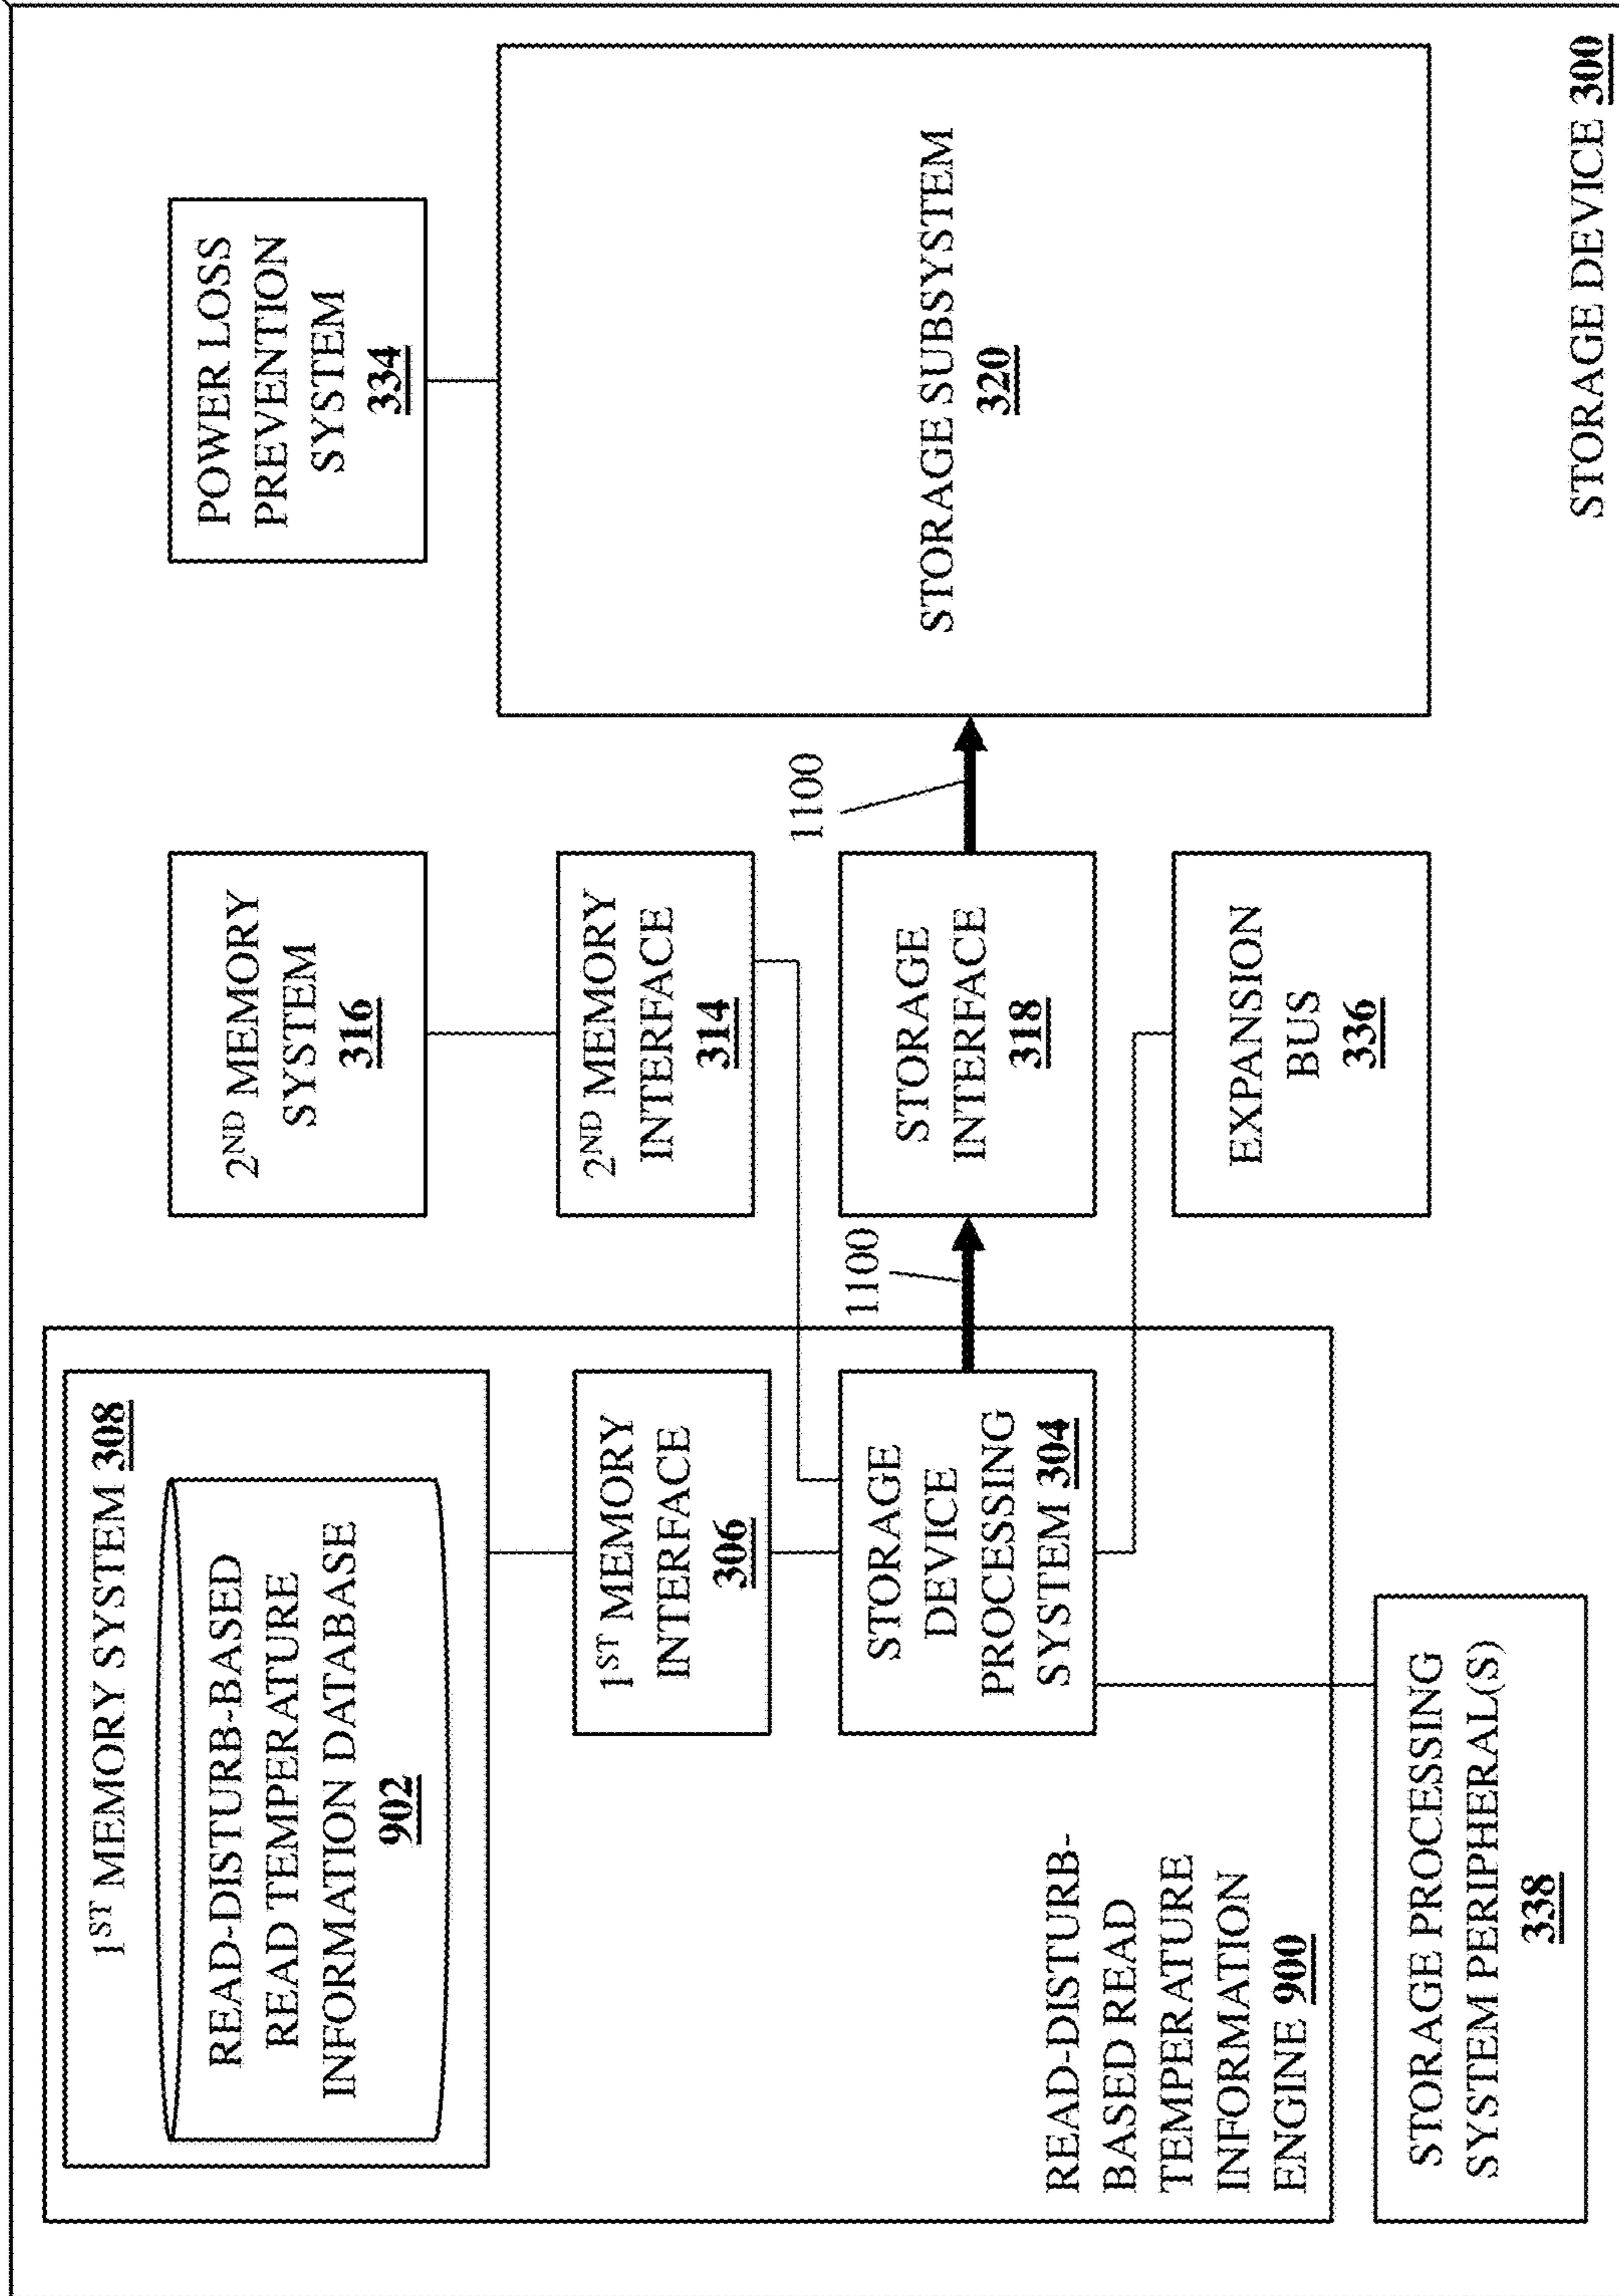 1ST MEMORY SYSTEM 308
READ-DISTURB-BASED
READ TEMPERATURE
INFORMATION DATABASE
902
1ST MEMORY
INTERFACE
306
STORAGE
DEVICE
PROCESSING
SYSTEM 304
READ-DISTURB-
BASED READ
TEMPERATURE
INFORMATION
ENGINE 900
STORAGE PROCESSING
SYSTEM PERIPHERAL(S)
338
2ND MEMORY
SYSTEM
316
2ND MEMORY
INTERFACE
314
1100
STORAGE
INTERFACE
318
1100
EXPANSION
BUS
336
POWER LOSS
PREVENTION
SYSTEM
334
STORAGE SUBSYSTEM
320
STORAGE DEVICE 300